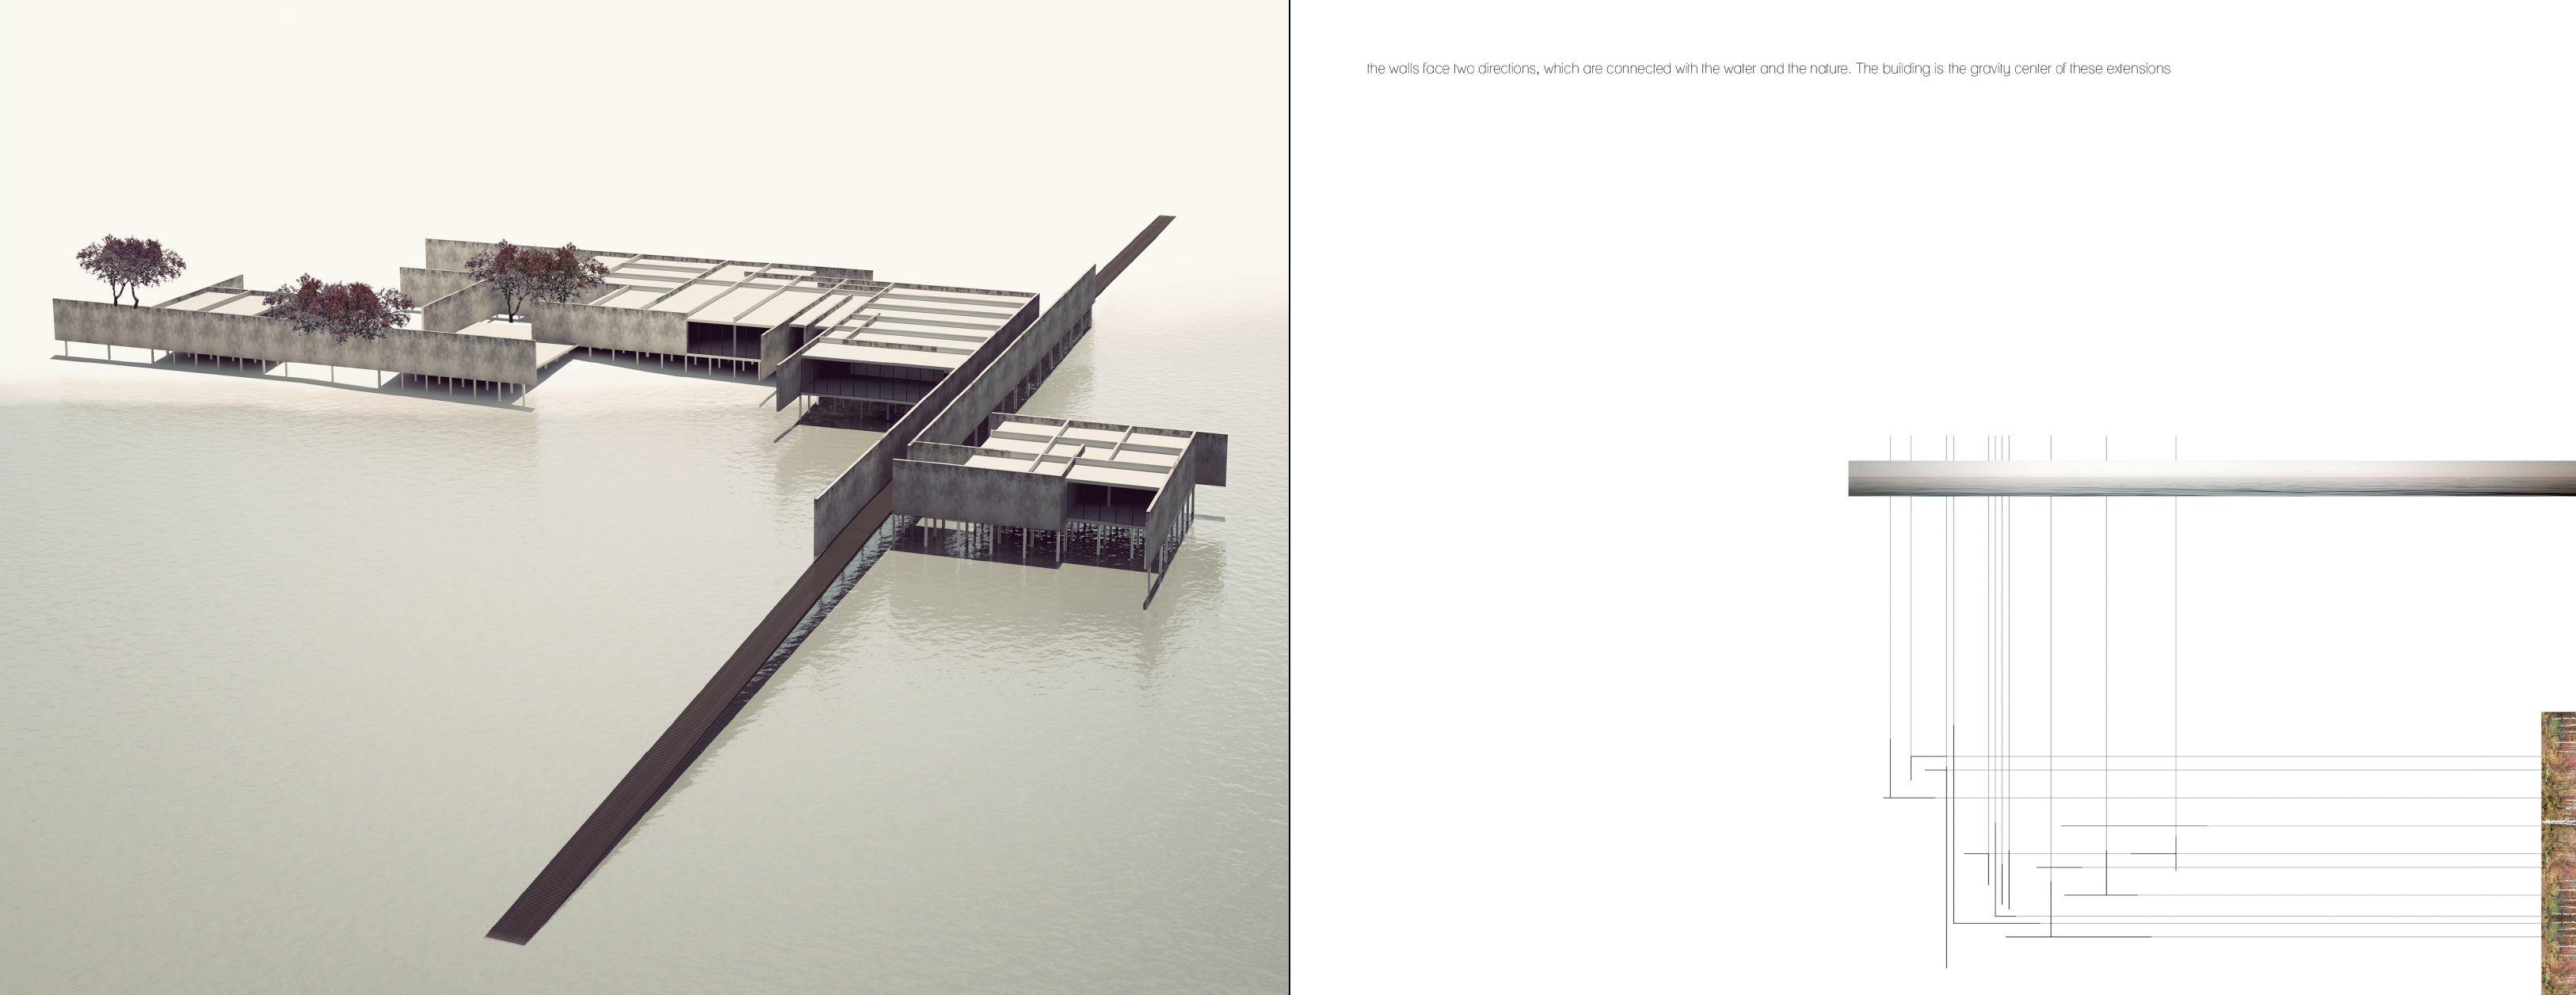 the walls face two directions, which are connected with the water and the nature. The building is the gravity center of these extensions